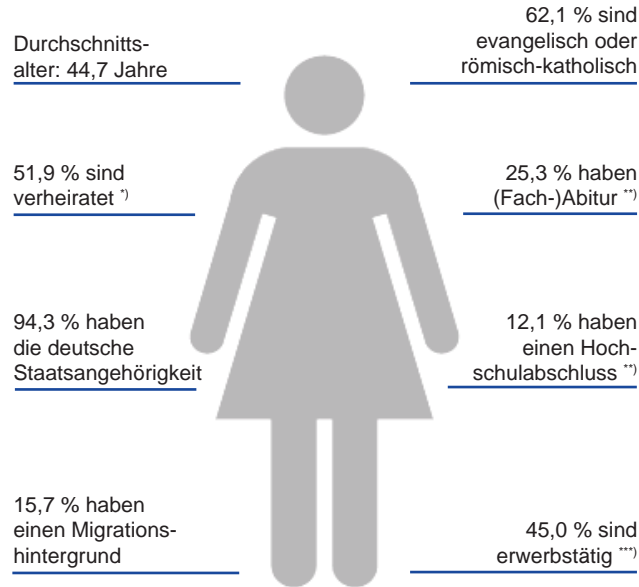 Durchschnitts-
alter: 44,7 Jahre
62,1 % sind
evangelisch oder
römisch-katholisch
51,9 % sind
verheiratet *)
25,3 % haben
(Fach-)Abitur **)
94,3 % haben
die deutsche
Staatsangehörigkeit
12,1 % haben
einen Hoch-
schulabschluss **)
15,7 % haben
einen Migrations-
hintergrund
45,0 % sind
erwerbstätig ***)